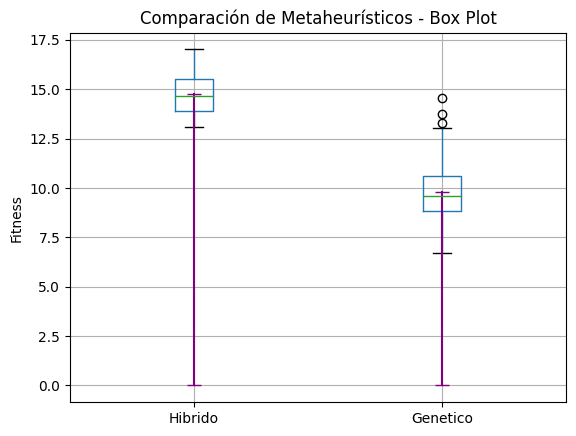 Comparación de Metaheurísticos - Box Plot
17.5
15.0
12.5
10.0
7.5
5.0
2.5
0.0
Fitness
Hibrido
Genetico